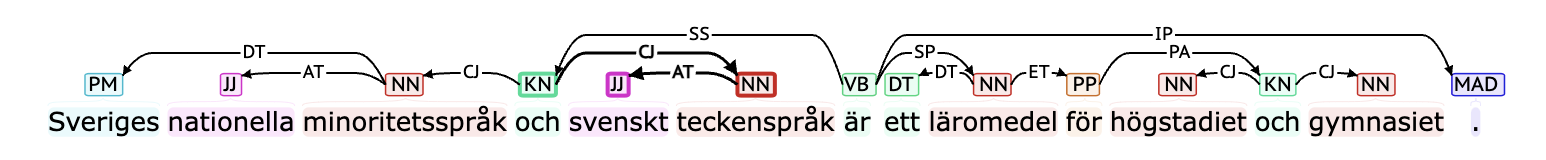 SS IP
DT CJ SP PA
AT CJ AT DT ET CJ CJ
PM JJ NN KN JJ NN VB DT NN PP NN KN NN MAD
Sveriges nationella minoritetsspråk och svenskt teckenspråk är ett läromedel för högstadiet och gymnasiet .